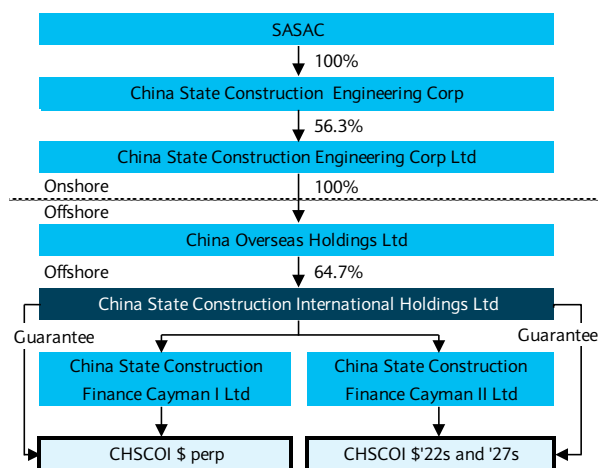 SASAC
100%
China State Construction Engineering Corp
56.3%
China State Construction Engineering Corp Ltd
Onshore
100%
Offshore
China Overseas Holdings Ltd
Offshore
64.7%
China State Construction International Holdings Ltd
Guarantee
Guarantee
China State Construction
Finance Cayman I Ltd
China State Construction
Finance Cayman II Ltd
CHSCOI $ perp
CHSCOI $'22s and '27s